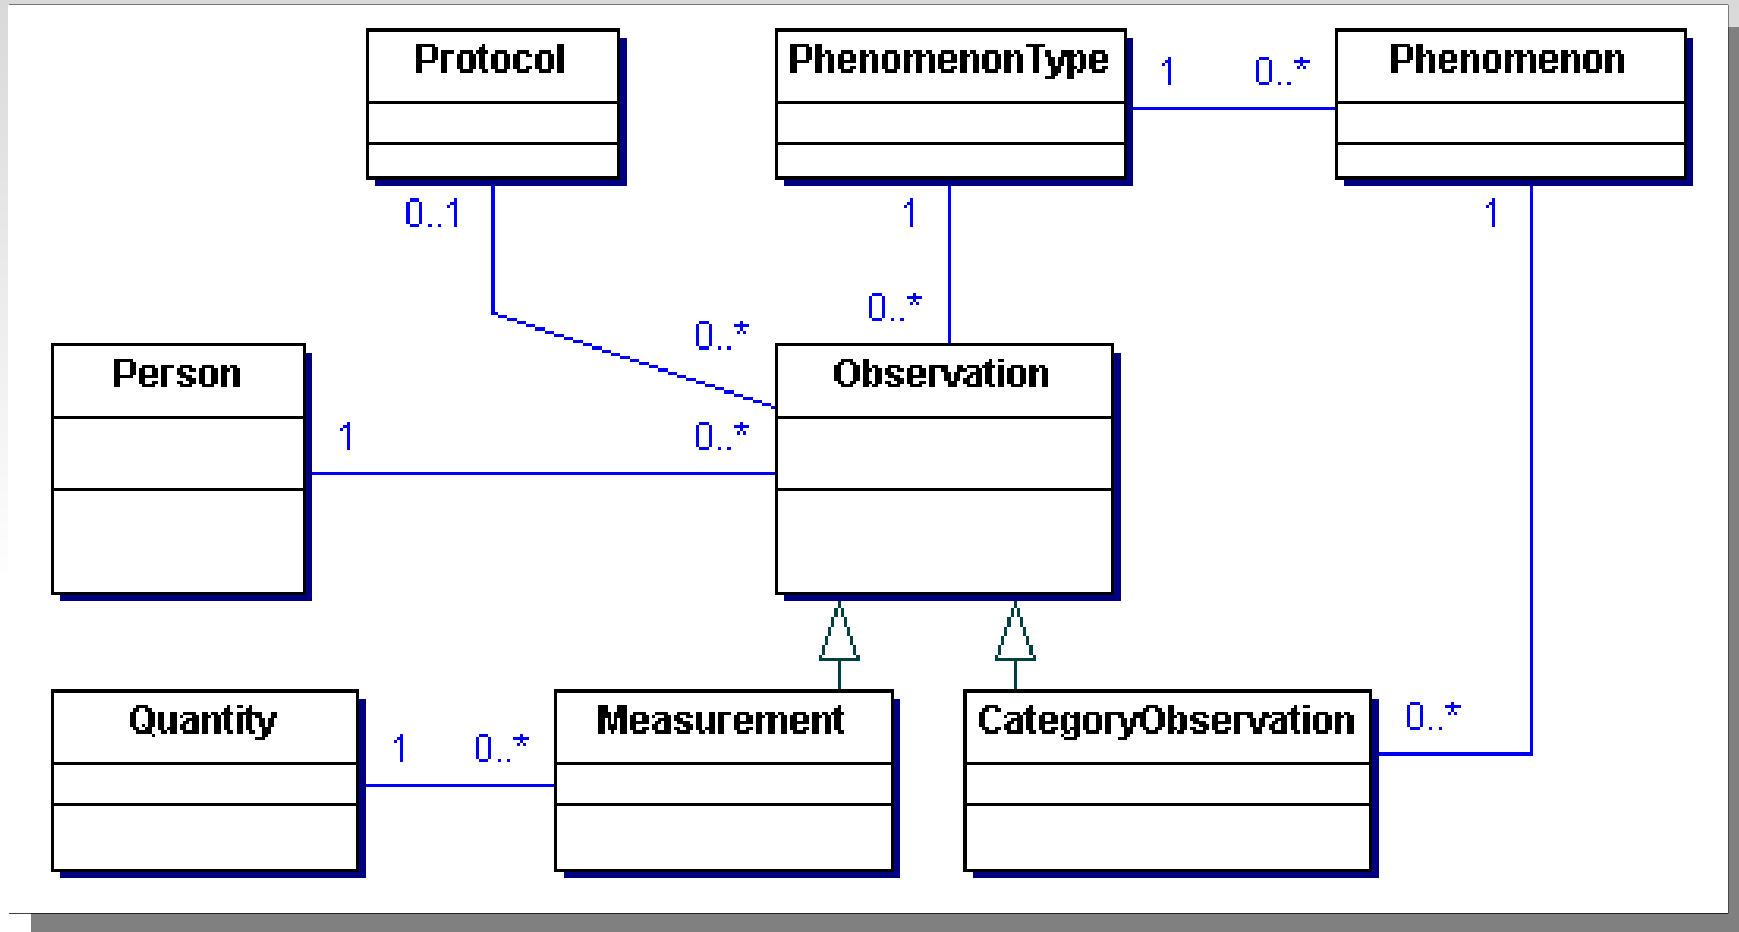 Protocol
PhenomenonType
1
0..*
Phenomenon
0..1
1
1
0..*
0..*
Person
Observation
1
0..*
Quantity
1
0..*
Measurement
CategoryObservation
0..*